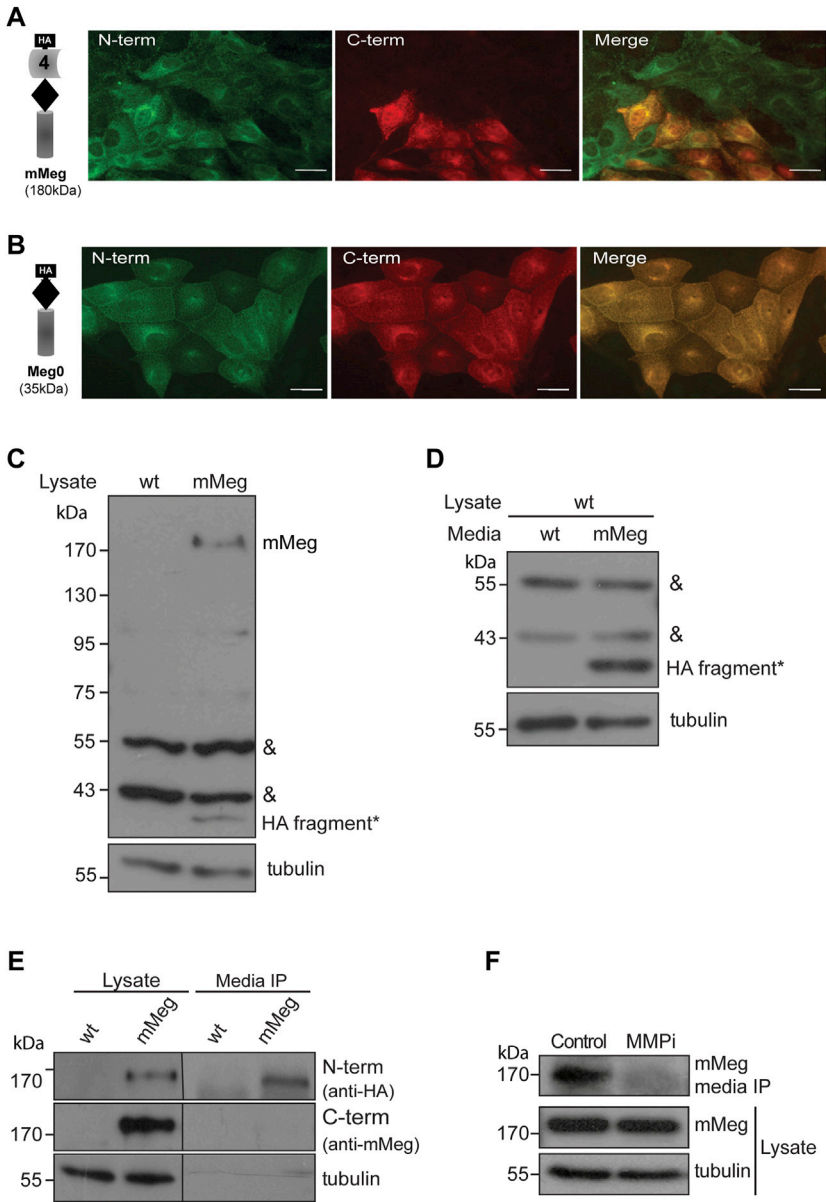 A
HA
4
mMeg
(180kDa)
N-term
C-term
Merge
B
HA
Meg0
(35kDa)
N-term
C-term
Merge
C
Lysate wt mMeg
kDa
170
130
95
75
55
43
mMeg
&
&
HA fragment*
55
tubulin
D
Lysate wt
Media wt mMeg
kDa
55
43
&
&
HA fragment*
55
tubulin
E
Lysate Media IP
wt mMeg wt mMeg
kDa
170
N-term
(anti-HA)
170
C-term
(anti-mMeg)
55
tubulin
F
Control MMPi
kDa
170
mMeg
media IP
170
mMeg
55
tubulin
Lysate